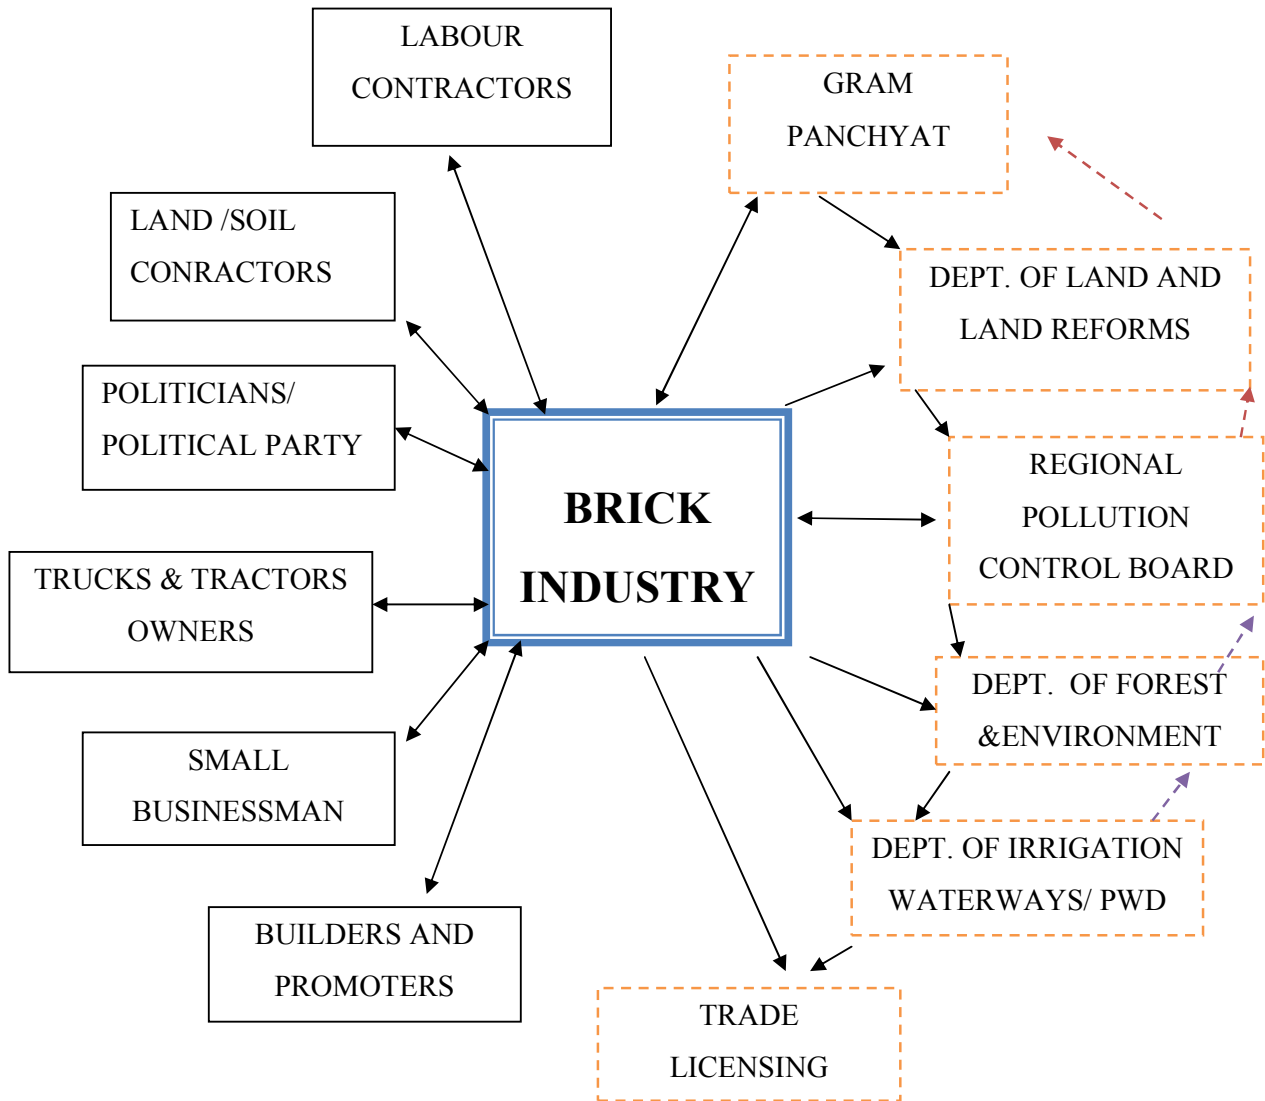 LABOUR
CONTRACTORS
GRAM
PANCHYAT
LAND /SOIL
CONRACTORS
DEPT. OF LAND AND
LAND REFORMS
POLITICIANS/
POLITICAL PARTY
BRICK
INDUSTRY
REGIONAL
POLLUTION
CONTROL BOARD
TRUCKS & TRACTORS
OWNERS
DEPT. OF FOREST
&ENVIRONMENT
SMALL
BUSINESSMAN
DEPT. OF IRRIGATION
WATERWAYS/ PWD
BUILDERS AND
PROMOTERS
TRADE
LICENSING